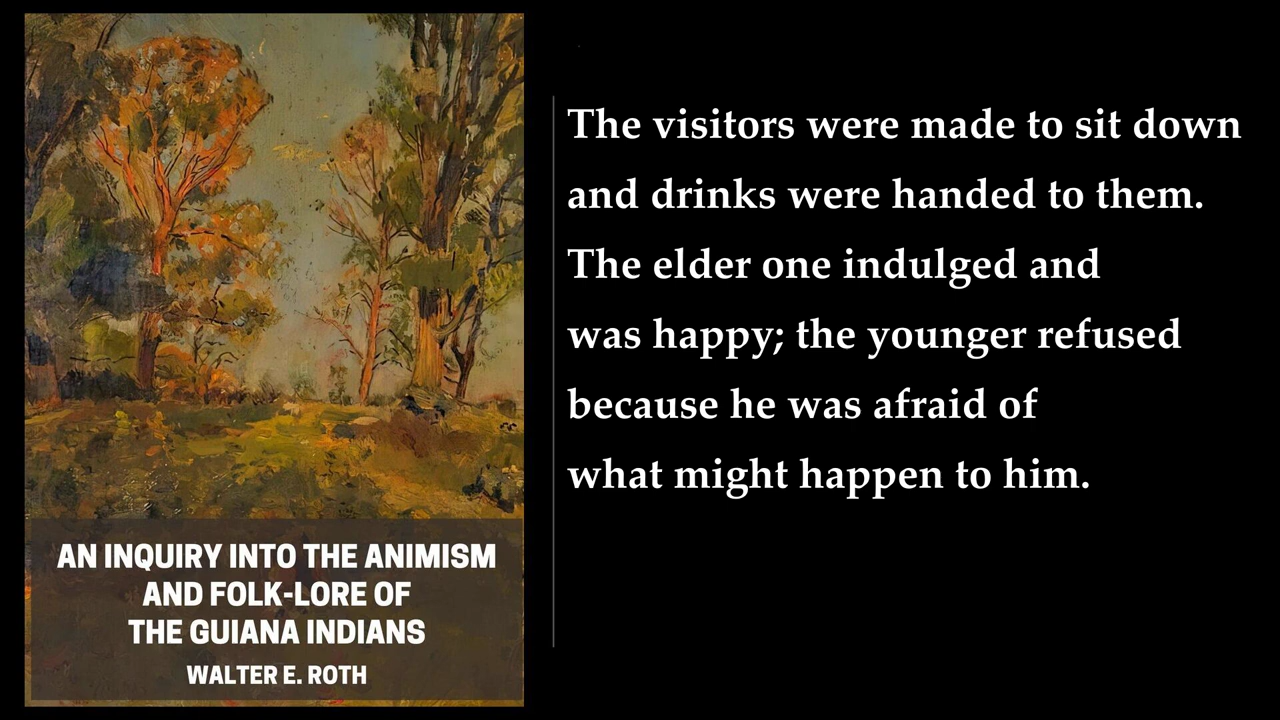 The visitors were made to sit down
and drinks were handed to them.
The elder one indulged and
was happy; the younger refused
because he was afraid of
what might happen to him.
AN INQUIRY INTO THE ANIMISM
AND FOLK-LORE OF
THE GUIANA INDIANS
WALTER E. ROTH